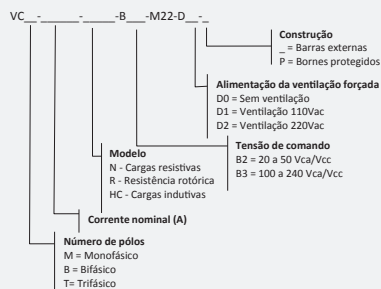 VC__-______-_____-B___-M22-D__-_
Construção
_ = Barras externas
P = Bornes protegidos
Alimentação da ventilação forçada
D0 = Sem ventilação
D1 = Ventilação 110Vac
D2 = Ventilação 220Vac
Tensão de comando
B2 = 20 a 50 Vca/Vcc
B3 = 100 a 240 Vca/Vcc
Modelo
N - Cargas resistivas
R - Resistência rotórica
HC - Cargas indutivas
Corrente nominal (A)
Número de pólos
M = Monofásico
B = Bifásico
T= Trifásico